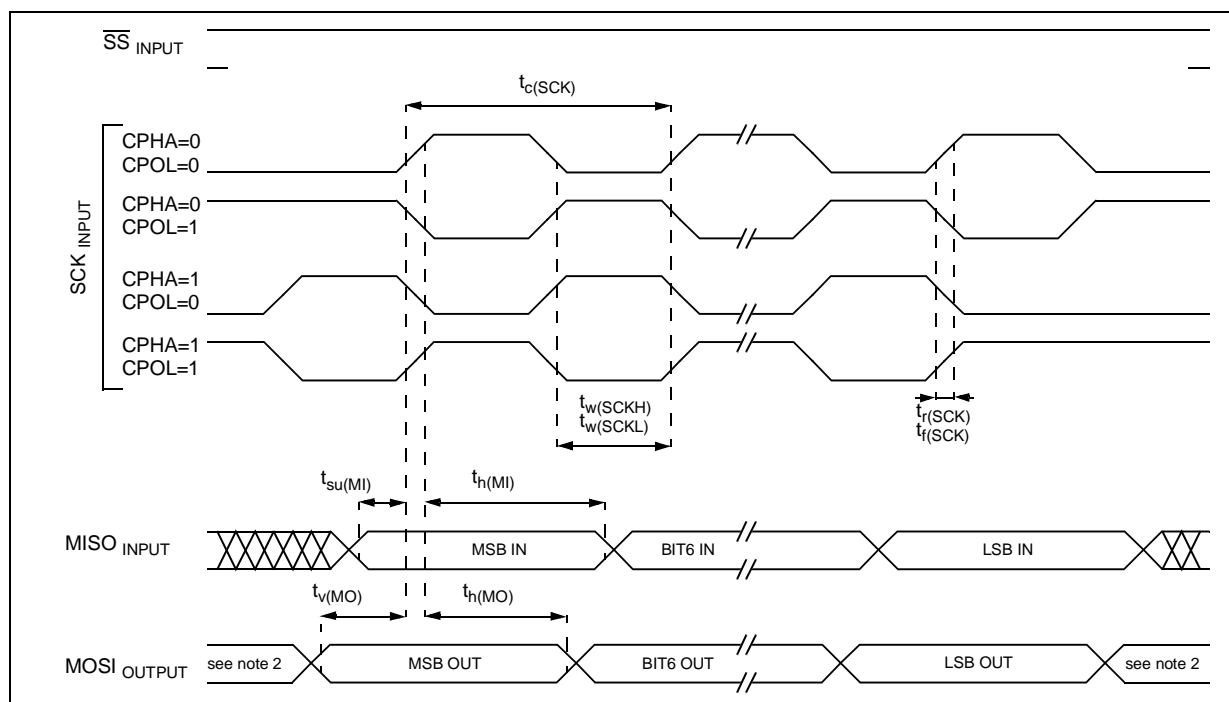 SS INPUT
tc(SCK)
SCK INPUT
CPHA=0
CPOL=0
CPHA=0
CPOL=1
CPHA=1
CPOL=0
CPHA=1
CPOL=1
tw(SCKH)
tw(SCKL)
tr(SCK)
tf(SCK)
tsu(MI)
th(MI)
MISO INPUT
MSB IN
BIT6 IN
LSB IN
tv(MO)
th(MO)
MOSI OUTPUT
see note 2
MSB OUT
BIT6 OUT
LSB OUT
see note 2